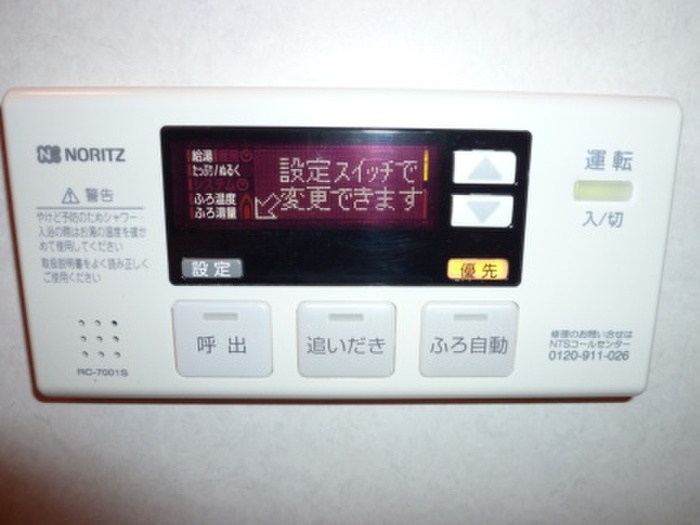 NORITZ
警告
やけど予防のためシャワー・
入浴の際はお湯の温度を確か
めて使用してください
取扱説明書をよく読み正しく
ご使用ください
RC-7001S
給湯
たっぷり/ぬるく
システム
ふろ温度
ふろ湯量
設定スイッチで
変更できます
設定
優先
運転
入/切
呼出
追いだき
ふろ自動
修理のお問い合せは
NTSコールセンター
0120-911-026